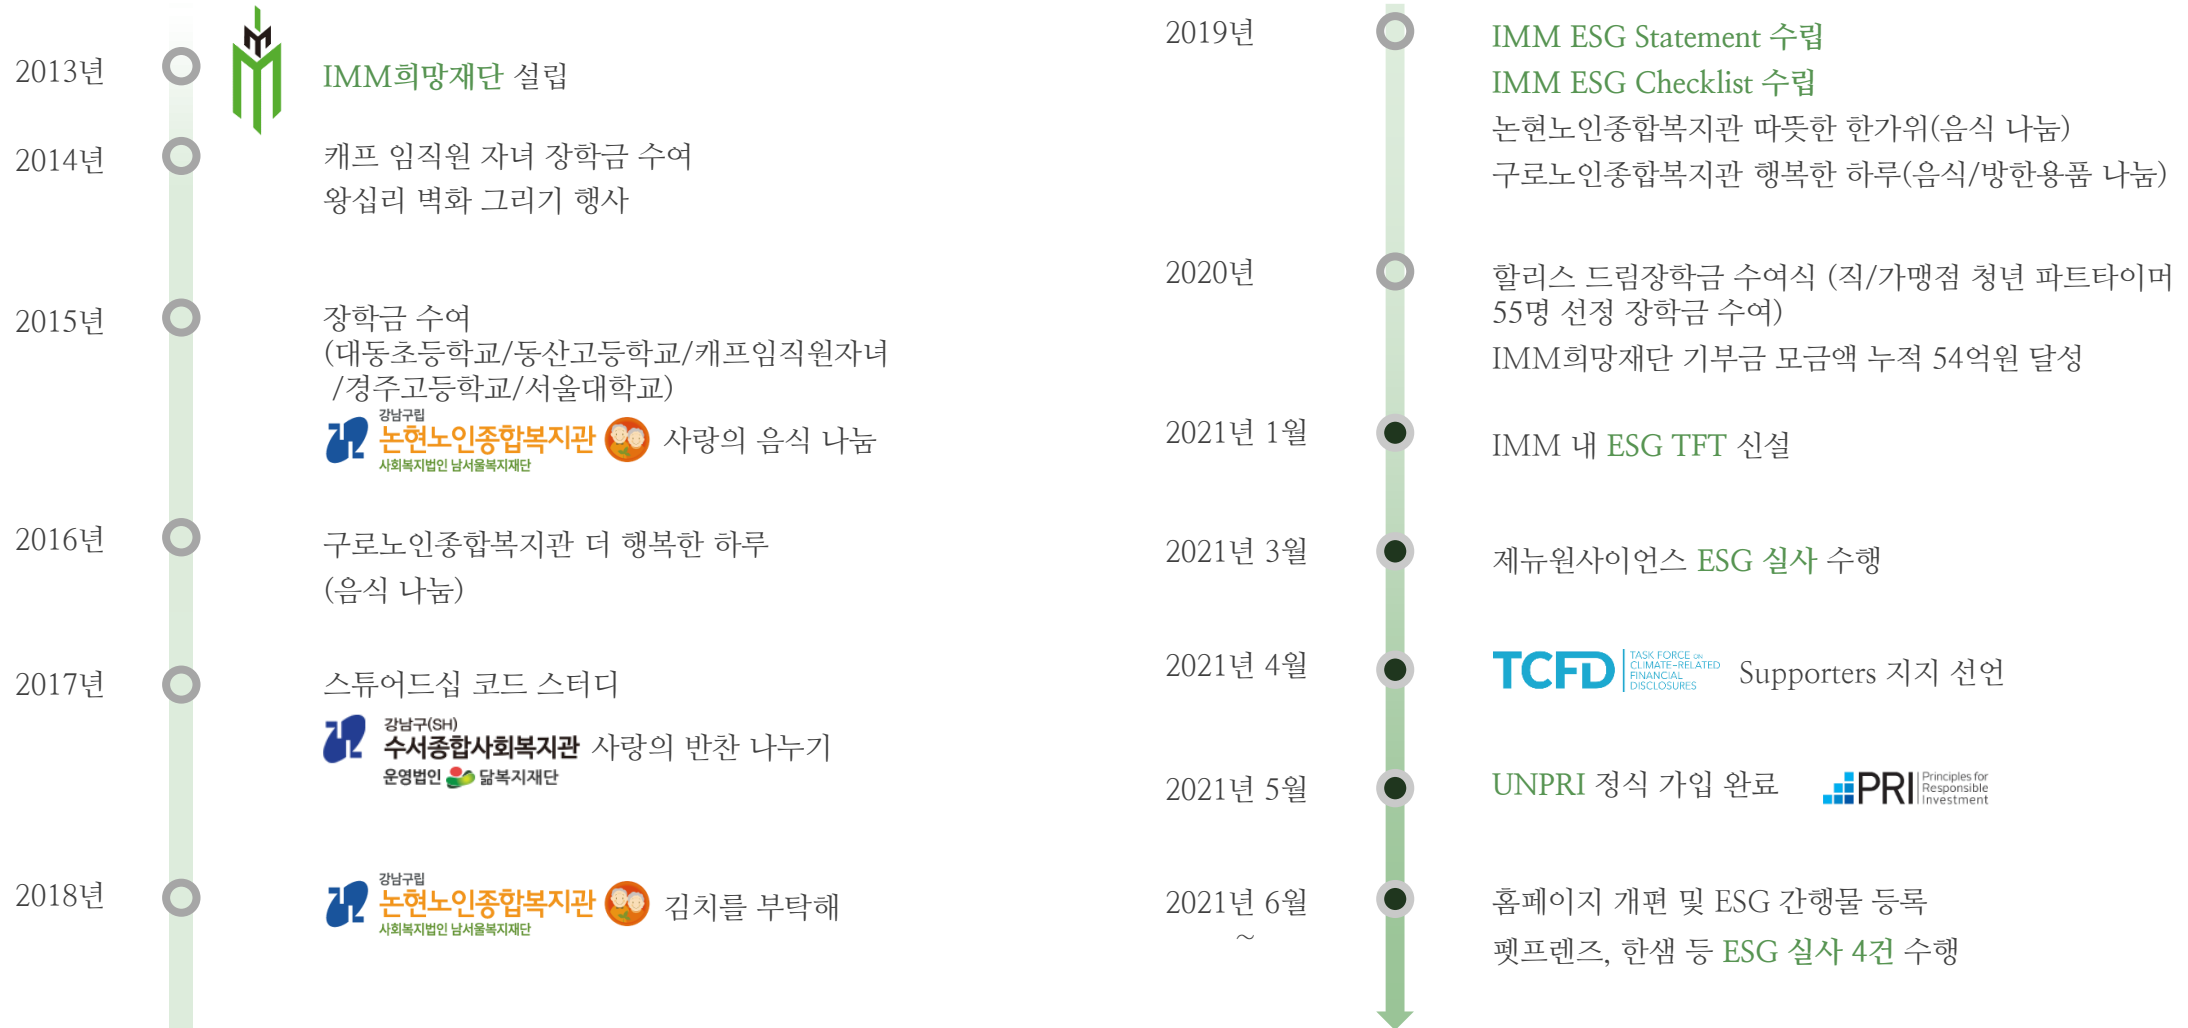 2013년
IMM희망재단 설립
2014년
캐프 임직원 자녀 장학금 수여
왕십리 벽화 그리기 행사
2015년
장학금 수여
(대동초등학교/동산고등학교/캐프임직원자녀
/경주고등학교/서울대학교)
강남구립
논현노인종합복지관 사랑의 음식 나눔
사회복지법인 남서울복지재단
2016년
구로노인종합복지관 더 행복한 하루
(음식 나눔)
2017년
스튜어드십 코드 스터디
강남구(SH)
수서종합사회복지관 사랑의 반찬 나누기
운영법인 닮복지재단
2018년
강남구립
논현노인종합복지관 김치를 부탁해
사회복지법인 남서울복지재단
2019년
IMM ESG Statement 수립
IMM ESG Checklist 수립
논현노인종합복지관 따뜻한 한가위(음식 나눔)
구로노인종합복지관 행복한 하루(음식/방한용품 나눔)
2020년
할리스 드림장학금 수여식 (직/가맹점 청년 파트타이머
55명 선정 장학금 수여)
IMM희망재단 기부금 모금액 누적 54억원 달성
2021년 1월
IMM 내 ESG TFT 신설
2021년 3월
제뉴원사이언스 ESG 실사 수행
2021년 4월
TCFD
TASK FORCE ON
CLIMATE-RELATED
FINANCIAL
DISCLOSURES
Supporters 지지 선언
2021년 5월
UNPRI 정식 가입 완료
PRI
Principles for
Responsible
Investment
2021년 6월
~
홈페이지 개편 및 ESG 간행물 등록
펫프렌즈, 한샘 등 ESG 실사 4건 수행